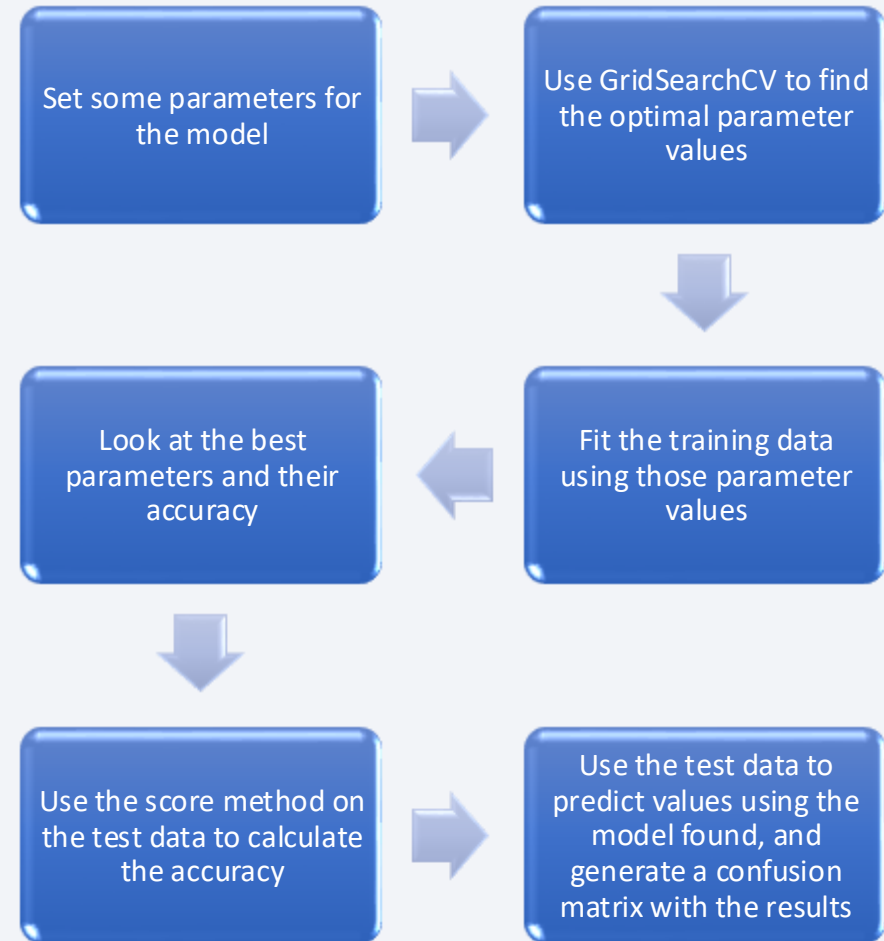 Set some parameters for
the model
Use GridSearchCV to find
the optimal parameter
values
Fit the training data
using those parameter
values
Look at the best
parameters and their
accuracy
Use the score method on
the test data to calculate
the accuracy
Use the test data to
predict values using the
model found, and
generate a confusion
matrix with the results